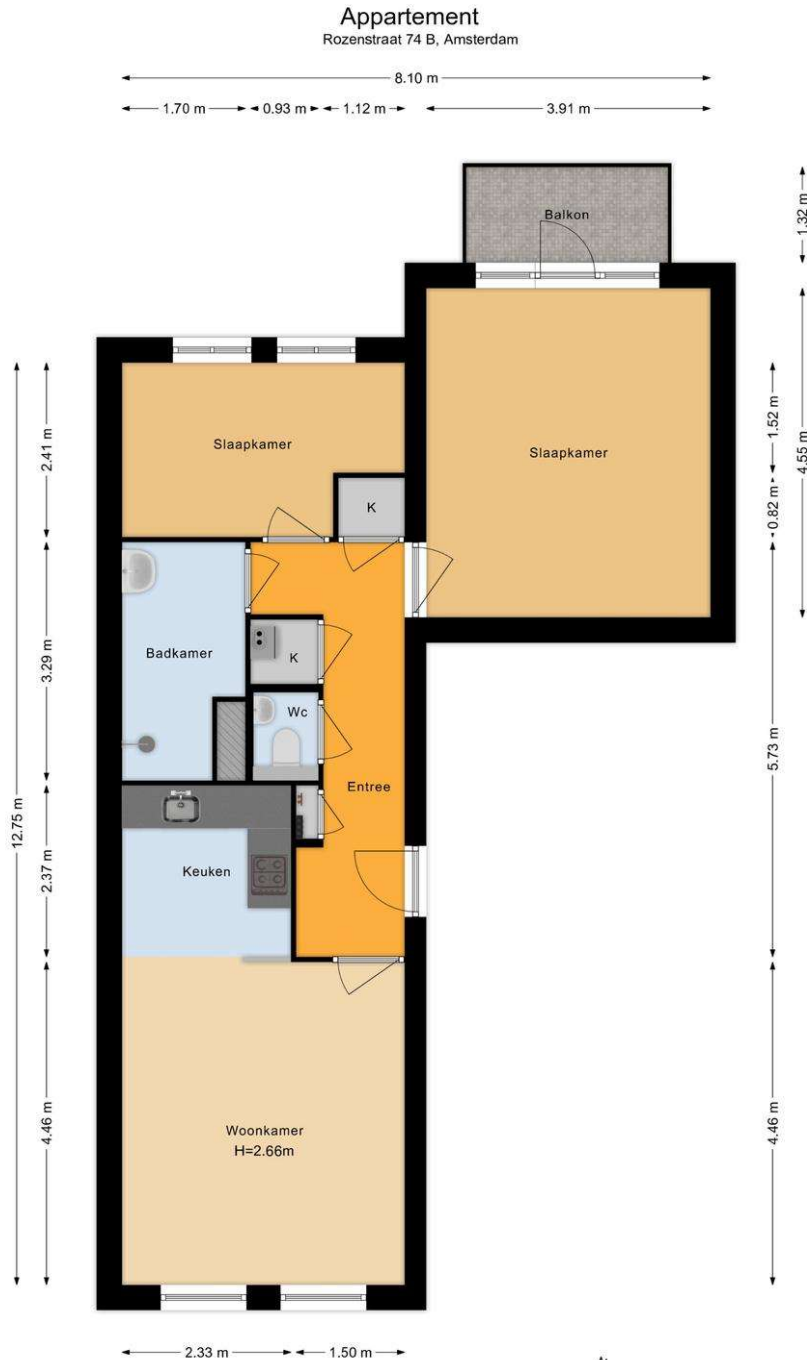 Appartement
Rozenstraat 74 B, Amsterdam
8.10 m
1.70 m
0.93 m
1.12 m
3.91 m
1.32 m
Balkon
4.55 m
1.52 m
0.82 m
5.73 m
4.46 m
12.75 m
2.41 m
3.29 m
2.37 m
4.46 m
Slaapkamer
Slaapkamer
K
Badkamer
K
Wc
Entree
Keuken
Woonkamer
H=2.66m
2.33 m
1.50 m